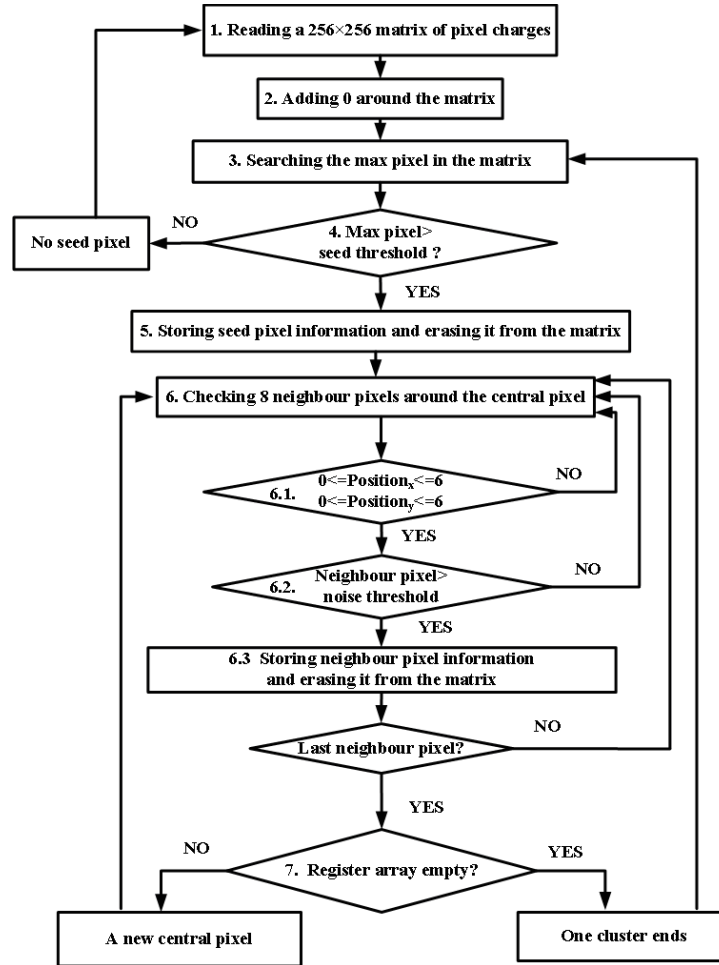 1. Reading a 256×256 matrix of pixel charges
2. Adding 0 around the matrix
3. Searching the max pixel in the matrix
NO
No seed pixel
4. Max pixel>
seed threshold ?
YES
5. Storing seed pixel information and erasing it from the matrix
6. Checking 8 neighbour pixels around the central pixel
6.1.
0<=Positionₓ<=6
0<=Positionᵧ<=6
NO
YES
6.2.
Neighbour pixel>
noise threshold
NO
YES
6.3 Storing neighbour pixel information
and erasing it from the matrix
NO
Last neighbour pixel?
YES
NO
YES
7. Register array empty?
A new central pixel
One cluster ends